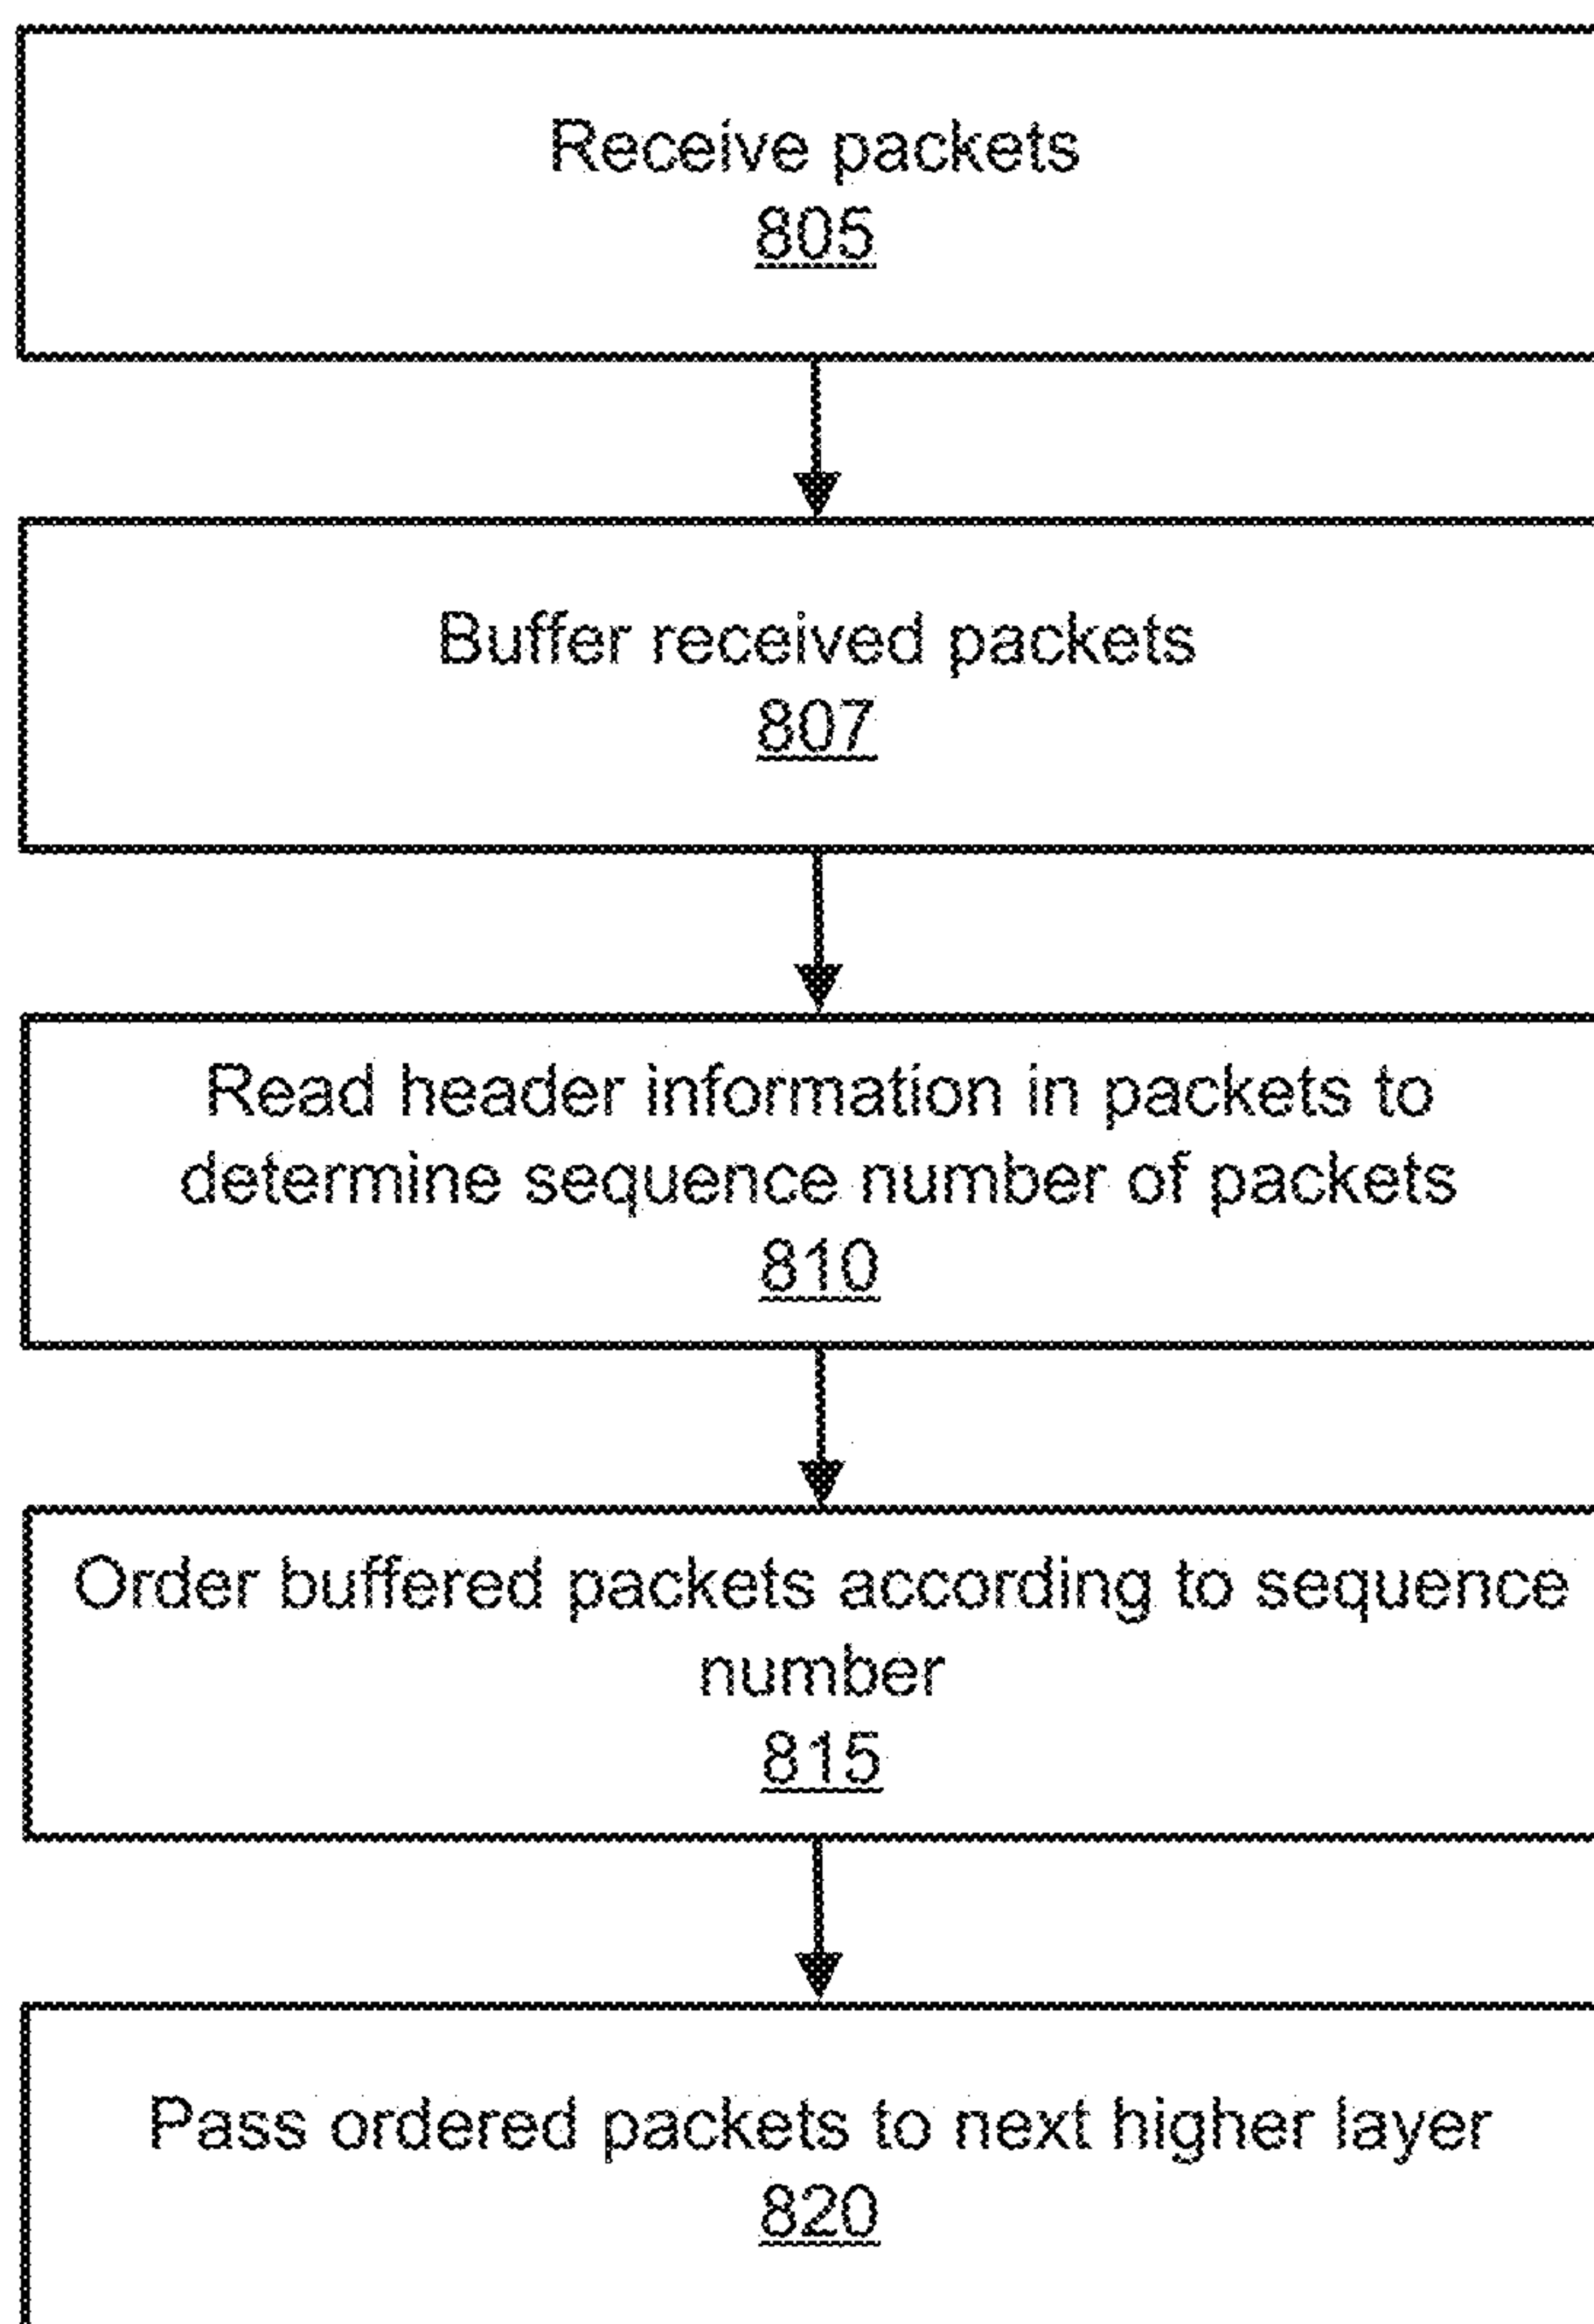 Receive packets
805
Buffer received packets
807
Read header information in packets to
determine sequence number of packets
810
Order buffered packets according to sequence
number
815
Pass ordered packets to next higher layer
820